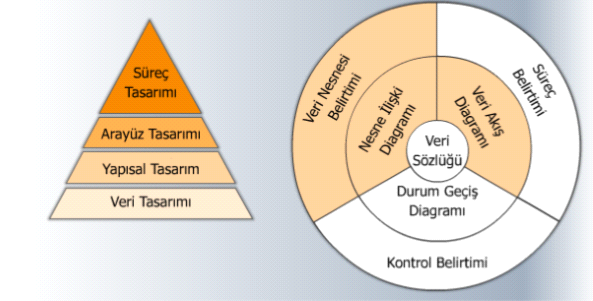 Süreç
Tasarımı
Arayüz Tasarımı
Yapısal Tasarım
Veri Tasarımı
Veri Nesnesi
Belirtimi
Nesne İlişki
Diagramı
Veri Akış
Diagramı
Süreç
Belirtimi
Veri
Sözlüğü
Durum Geçiş
Diagramı
Kontrol Belirtimi